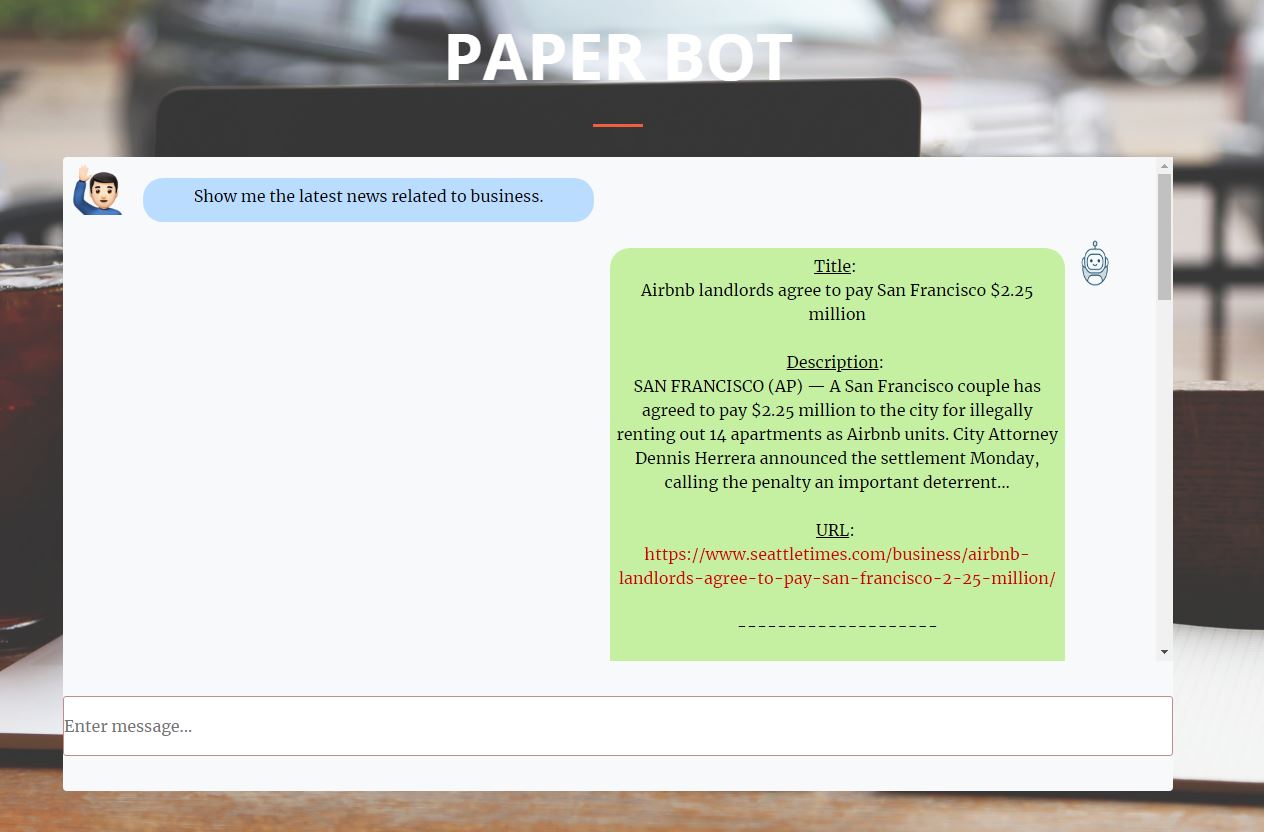 PAPER BOT
Show me the latest news related to business.
Title:
Airbnb landlords agree to pay San Francisco $2.25
million
Description:
SAN FRANCISCO (AP) — A San Francisco couple has
agreed to pay $2.25 million to the city for illegally
renting out 14 apartments as Airbnb units. City Attorney
Dennis Herrera announced the settlement Monday,
calling the penalty an important deterrent...
URL:
https://www.seattletimes.com/business/airbnb-
landlords-agree-to-pay-san-francisco-2-25-million/
--------------------
Enter message...